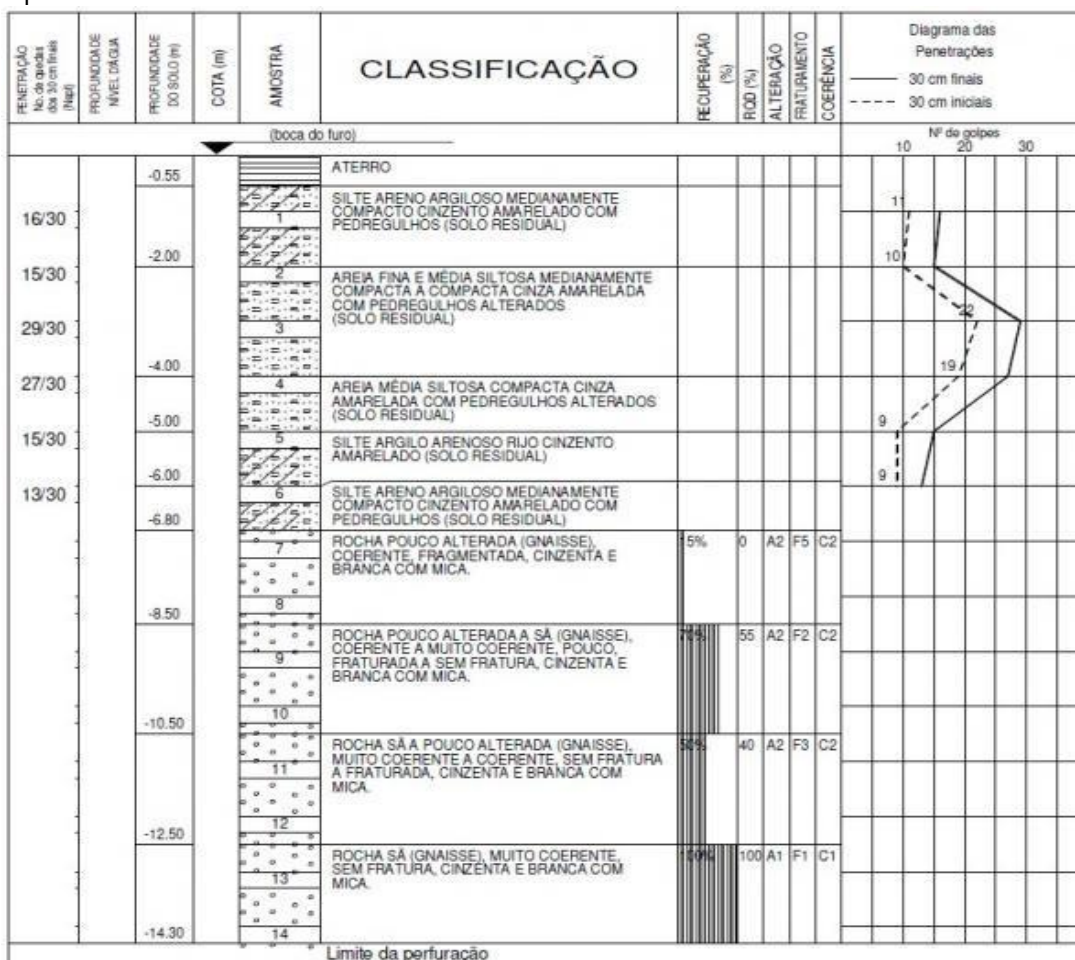 PENETRAÇÃO
No. de quedas
dos 30 cm finais
(Nspt)
PROFUNDIDADE
NÍVEL D'ÁGUA
PROFUNDIDADE
DO SOLO (m)
COTA (m)
AMOSTRA
CLASSIFICAÇÃO
RECUPERAÇÃO
(%)
RQD (%)
ALTERAÇÃO
FRATURAMENTO
COERÊNCIA
Diagrama das
Penetrações
30 cm finais
30 cm iniciais
(boca do furo)
Nº de golpes
10 20 30
ATERRO
-0.55
SILTE ARENO ARGILOSO MEDIANAMENTE
COMPACTO CINZENTO AMARELADO COM
PEDREGULHOS (SOLO RESIDUAL)
16/30
1
11
-2.00
10
15/30
2
AREIA FINA E MÉDIA SILTOSA MEDIANAMENTE
COMPACTA A COMPACTA CINZA AMARELADA
COM PEDREGULHOS ALTERADOS
(SOLO RESIDUAL)
22
29/30
3
-4.00
19
27/30
4
AREIA MÉDIA SILTOSA COMPACTA CINZA
AMARELADA COM PEDREGULHOS ALTERADOS
(SOLO RESIDUAL)
-5.00
9
15/30
5
SILTE ARGILO ARENOSO RIJO CINZENTO
AMARELADO (SOLO RESIDUAL)
-6.00
9
13/30
6
SILTE ARENO ARGILOSO MEDIANAMENTE
COMPACTO CINZENTO AMARELADO COM
PEDREGULHOS (SOLO RESIDUAL)
-6.80
7
ROCHA POUCO ALTERADA (GNAISSE),
COERENTE, FRAGMENTADA, CINZENTA E
BRANCA COM MICA.
0 A2 F5 C2
8
-8.50
ROCHA POUCO ALTERADA A SÃ (GNAISSE),
COERENTE A MUITO COERENTE, POUCO,
FRATURADA A SEM FRATURA, CINZENTA E
BRANCA COM MICA.
70% 55 A2 F2 C2
9
10
-10.50
ROCHA SÃ A POUCO ALTERADA (GNAISSE),
MUITO COERENTE A COERENTE, SEM FRATURA
A FRATURADA, CINZENTA E BRANCA COM
MICA.
50% 40 A2 F3 C2
11
12
-12.50
ROCHA SÃ (GNAISSE), MUITO COERENTE,
SEM FRATURA, CINZENTA E BRANCA COM
MICA.
100% 100 A1 F1 C1
13
-14.30
14
Limite da perfuração